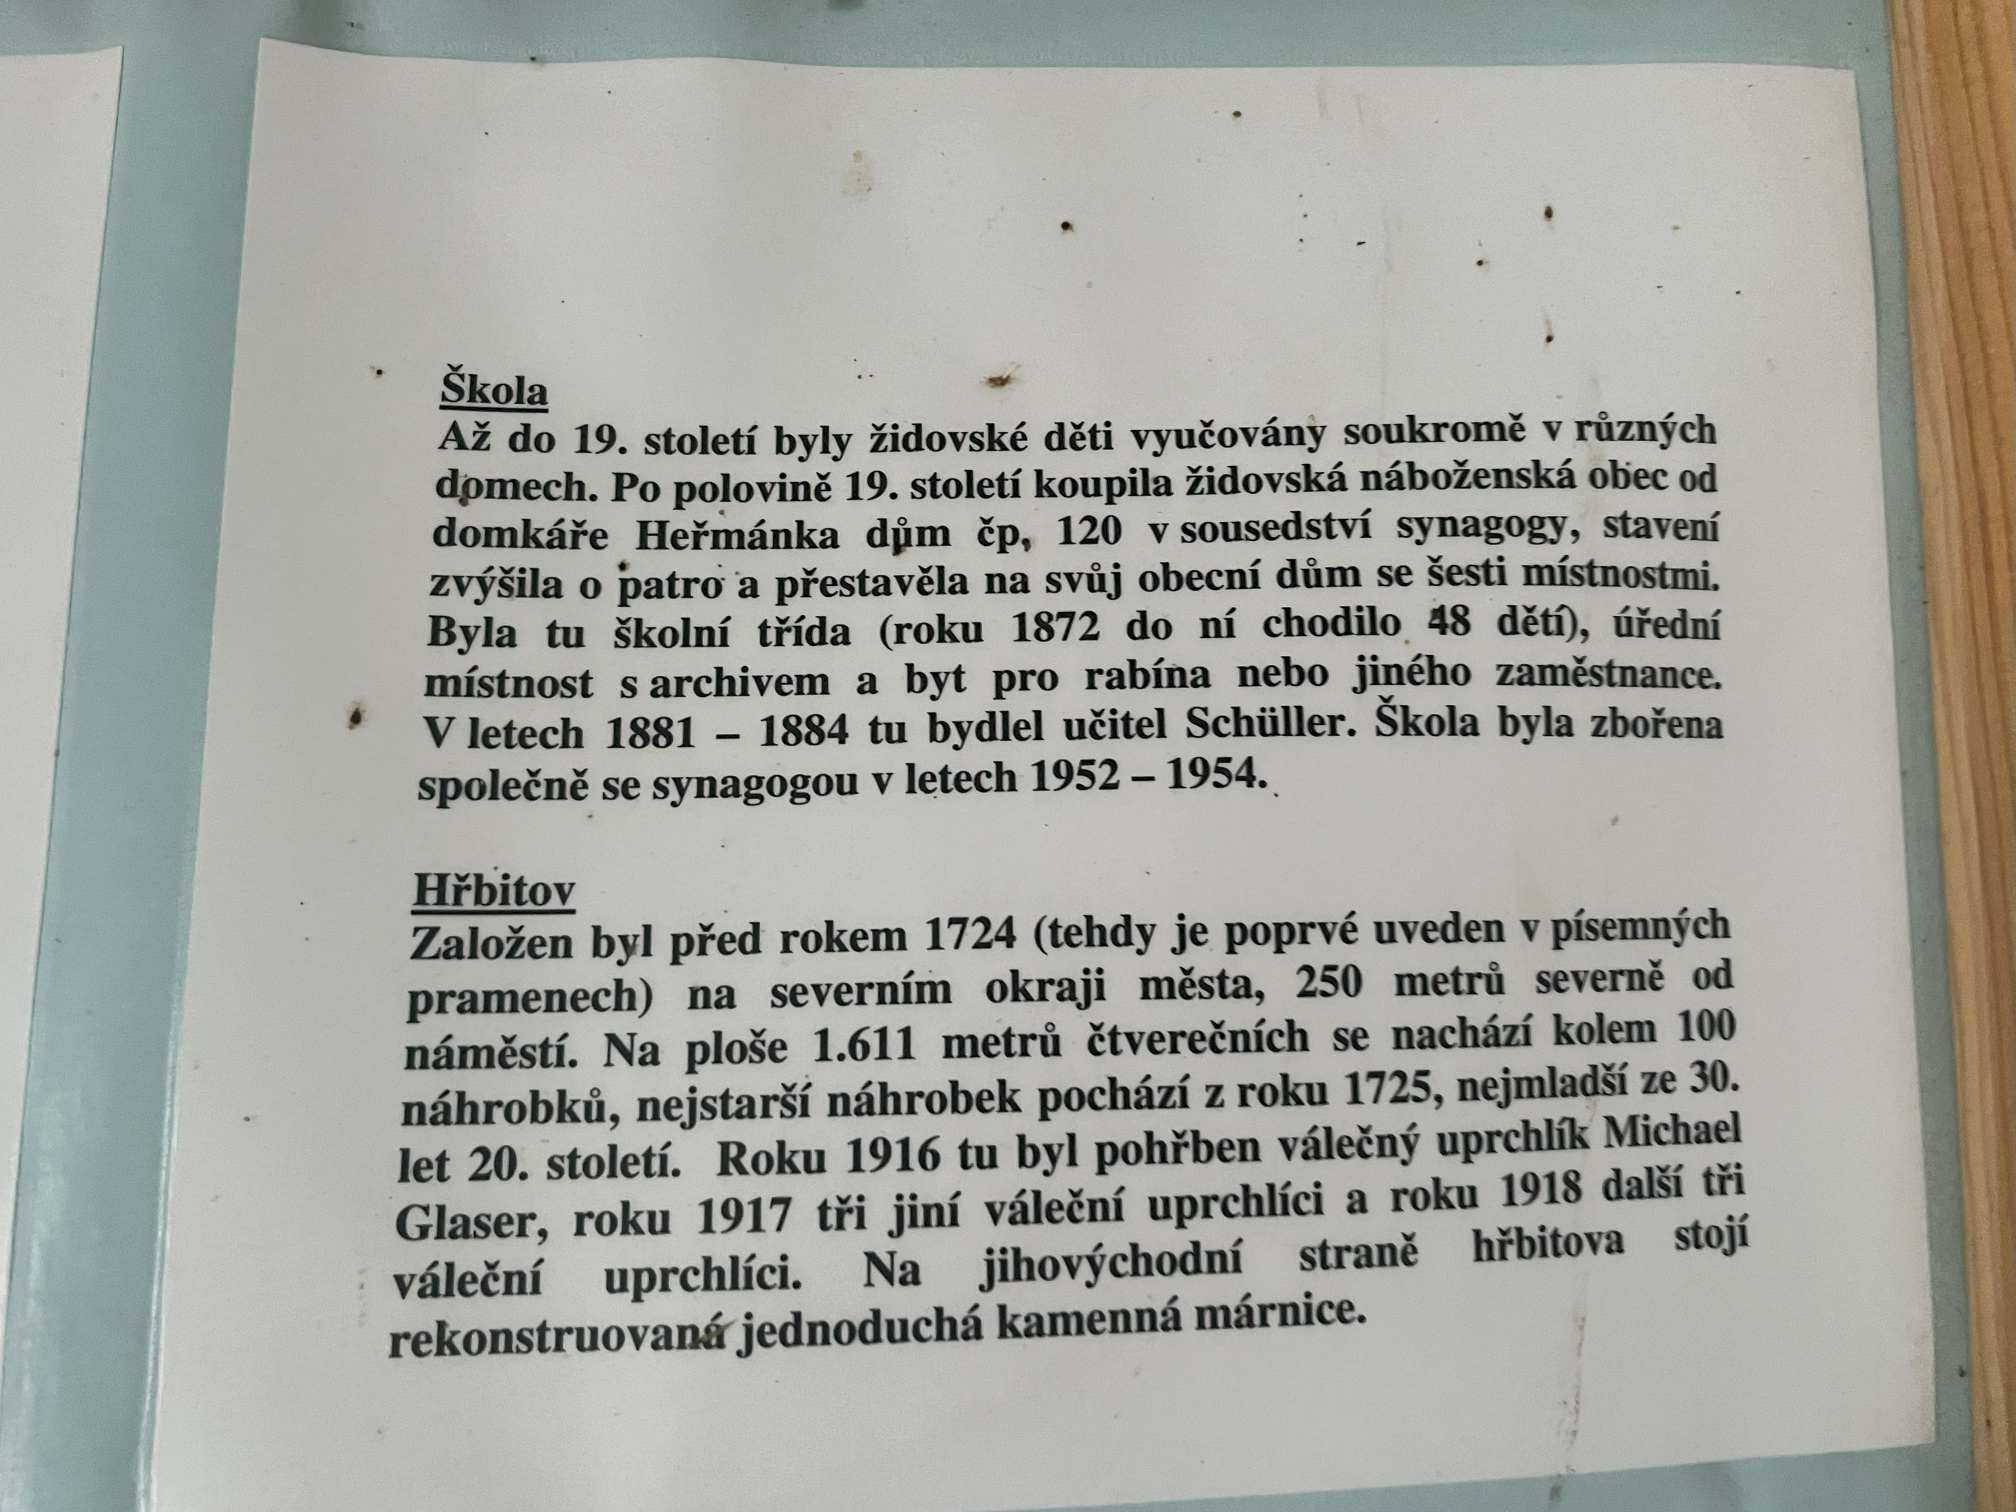 Škola
Až do 19. století byly židovské děti vyučovány soukromě v různých
domech. Po polovině 19. století koupila židovská náboženská obec od
domkáře Heřmánka dům čp, 120 v sousedství synagogy, stavení
zvýšila o patro a přestavěla na svůj obecní dům se šesti místnostmi.
Byla tu školní třída (roku 1872 do ní chodilo 48 dětí), úřední
místnost s archivem a byt pro rabína nebo jiného zaměstnance.
V letech 1881 – 1884 tu bydlel učitel Schüller. Škola byla zbořena
společně se synagogou v letech 1952 – 1954.
Hřbitov
Založen byl před rokem 1724 (tehdy je poprvé uveden v písemných
pramenech) na severním okraji města, 250 metrů severně od
náměstí. Na ploše 1.611 metrů čtverečních se nachází kolem 100
náhrobků, nejstarší náhrobek pochází z roku 1725, nejmladší ze 30.
let 20. století. Roku 1916 tu byl pohřben válečný uprchlík Michael
Glaser, roku 1917 tři jiní váleční uprchlíci a roku 1918 další tři
váleční uprchlíci. Na jihovýchodní straně hřbitova stojí
rekonstruovaná jednoduchá kamenná márnice.